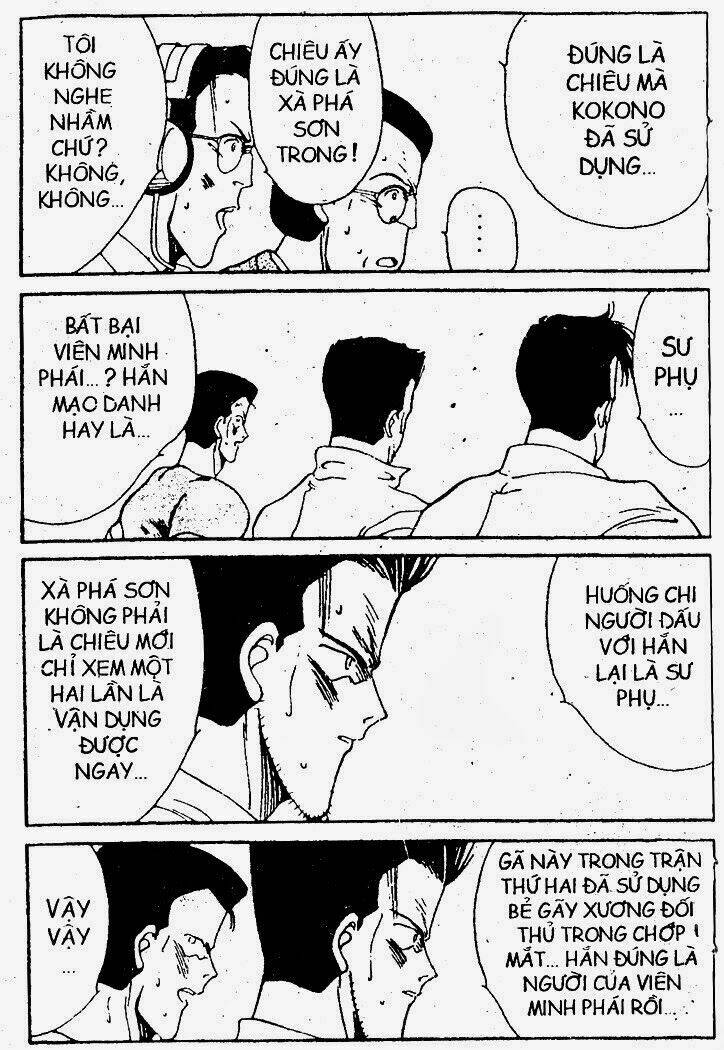 ĐÚNG LÀ
CHIÊU MÀ
KOKONO
ĐÃ SỬ
DỤNG...
CHIÊU ẤY
ĐÚNG LÀ
XÀ PHÁ
SƠN
TRONG!
TÔI
KHÔNG
NGHE
NHẦM
CHỨ?
KHÔNG,
KHÔNG...
....
SƯ
PHỤ
...
BẤT BẠI
VIÊN MINH
PHÁI...? HẮN
MẠO DANH
HAY LÀ...
HUỐNG CHI
NGƯỜI ĐẤU
VỚI HẮN
LẠI LÀ SƯ
PHỤ...
XÀ PHÁ SƠN
KHÔNG PHẢI
LÀ CHIÊU MỚI
CHỈ XEM MỘT
HAI LẦN LÀ
VẬN DỤNG
ĐƯỢC
NGAY...
GÃ NÀY TRONG TRẬN
THỨ HAI ĐÃ SỬ DỤNG
BẺ GÃY XƯƠNG ĐỐI
THỦ TRONG CHỚP
MẮT... HẮN ĐÚNG LÀ
NGƯỜI CỦA VIÊN
MINH PHÁI RỒI...
VẬY
VẬY
...